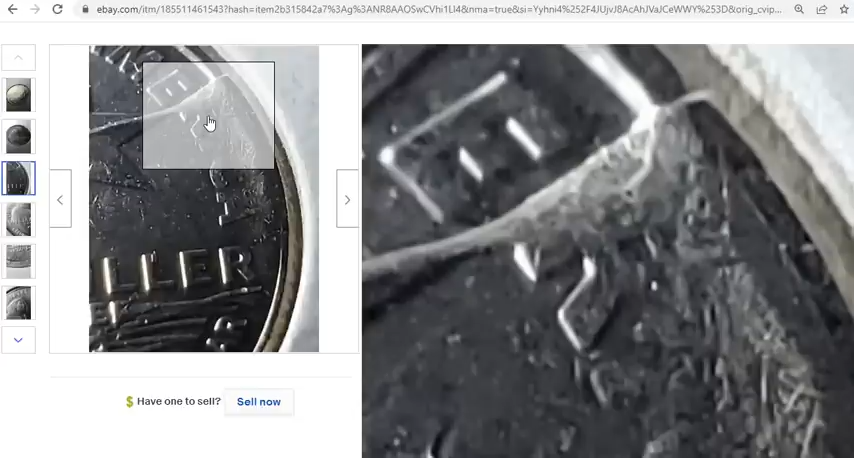 ebay.com/itm/185511461543?hash=item2b315842a7%3Ag%3ANR8AAOSwCVhi1LI4&nma=true&si=Yyhni4%252F4JUjvJ8AcAhJVaJCeWWY%253D&orig_cvip...
LLER
Have one to sell?
Sell now